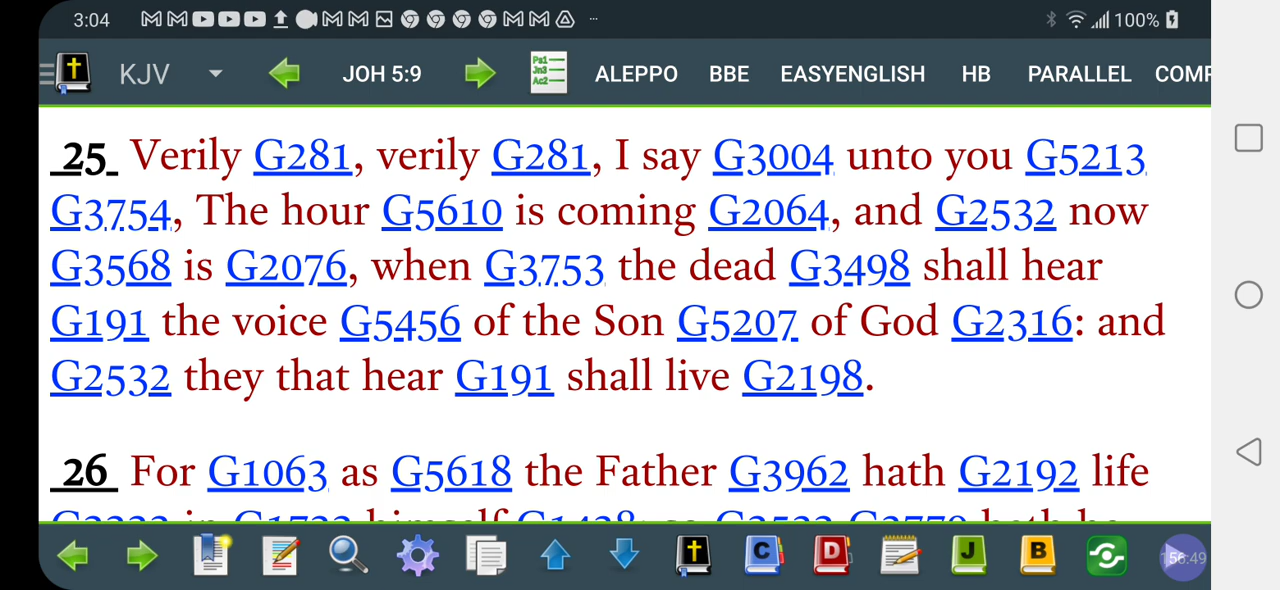 3:04 100%
KJV JOH 5:9 ALEPPO BBE EASYENGLISH HB PARALLEL COMP
25 Verily G281, verily G281, I say G3004 unto you G5213
G3754, The hour G5610 is coming G2064, and G2532 now
G3568 is G2076, when G3753 the dead G3498 shall hear
G191 the voice G5456 of the Son G5207 of God G2316: and
G2532 they that hear G191 shall live G2198.
26 For G1063 as G5618 the Father G3962 hath G2192 life
C D J B 56:49